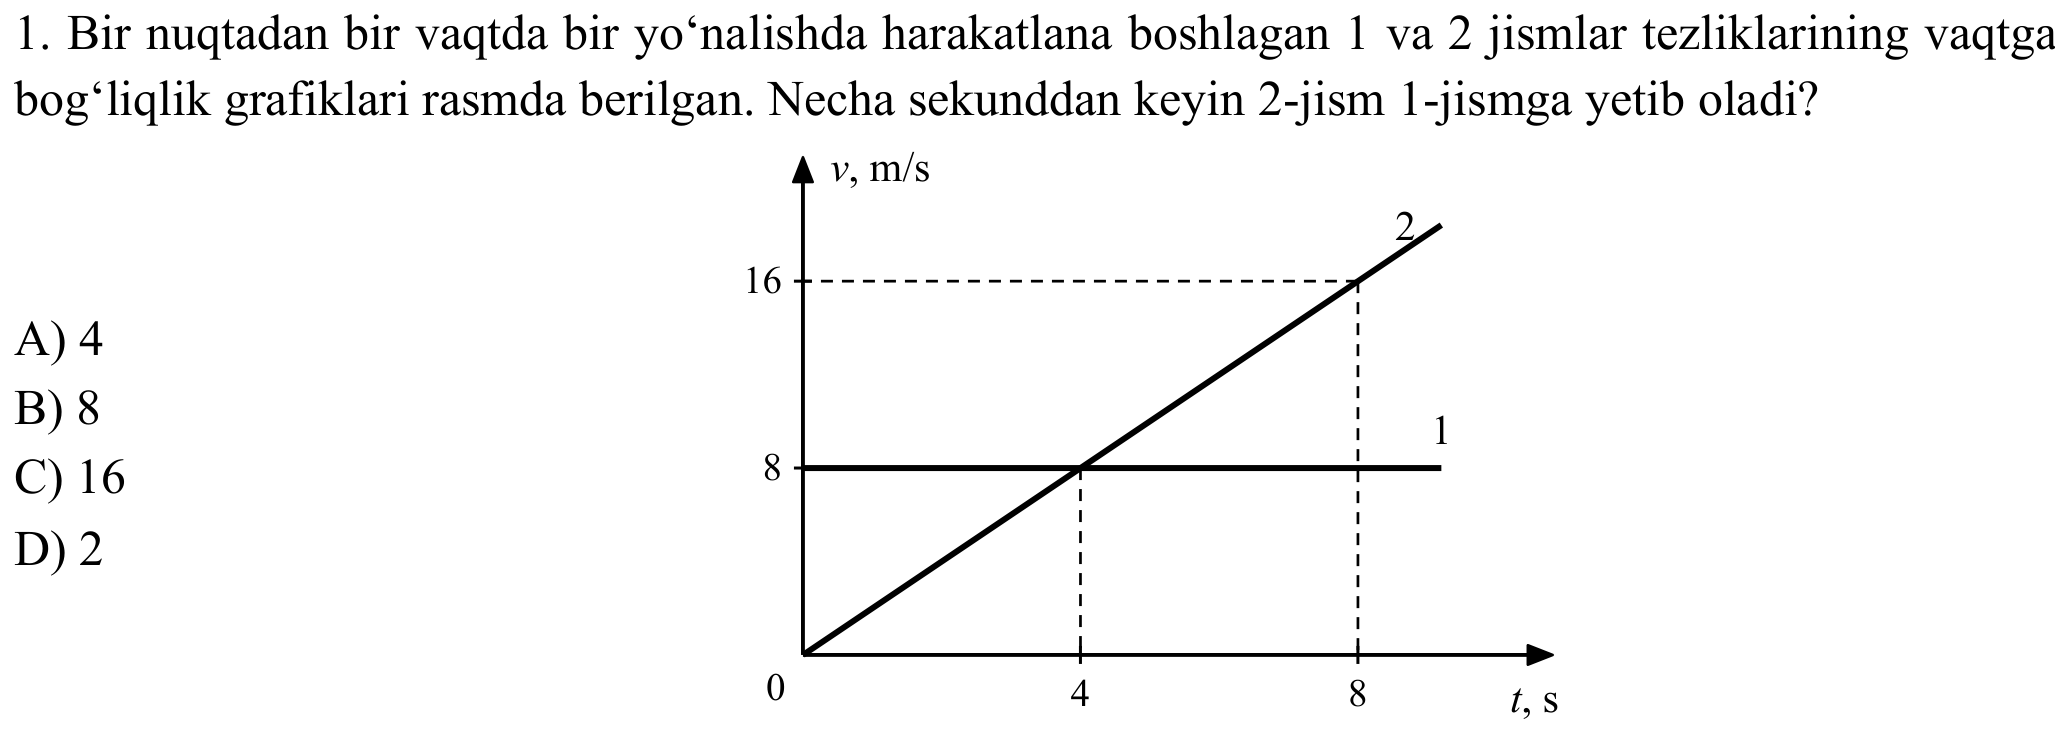 1. Bir nuqtadan bir vaqtda bir yo‘nalishda harakatlana boshlagan 1 va 2 jismlar tezliklarining vaqtga
bog‘liqlik grafiklari rasmda berilgan. Necha sekunddan keyin 2-jism 1-jismga yetib oladi?
v, m/s
2
16
A) 4
B) 8
1
8
C) 16
D) 2
0
4
8
t, s